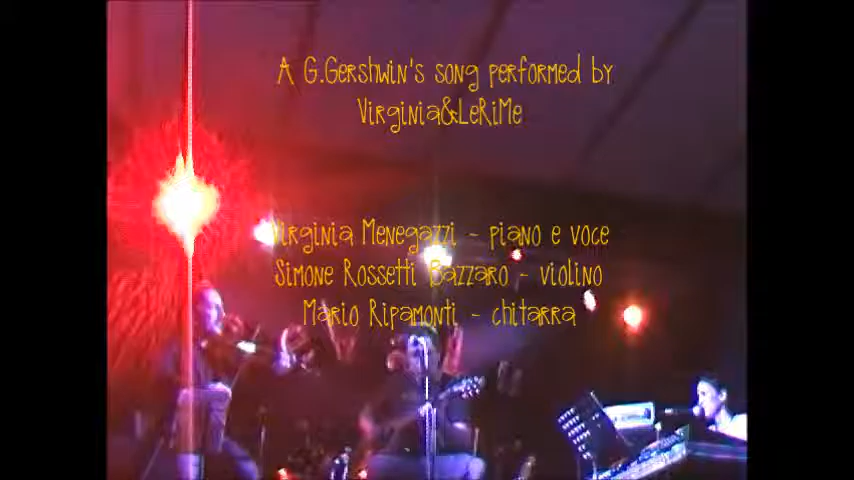 A G.Gershwin's song performed by
Virginia&LeRiMe
Virginia Menegazzi - piano e voce
Simone Rossetti Bazzaro - violino
Mario Ripamonti - chitarra